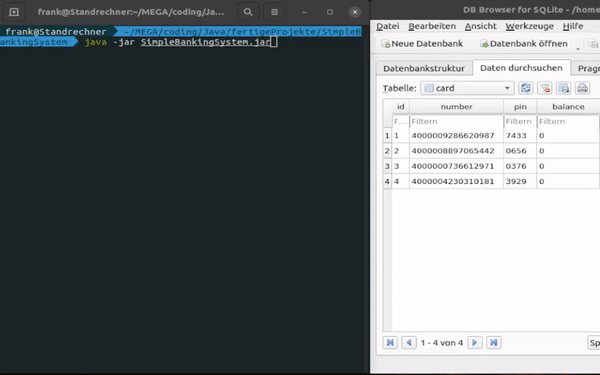 frank@Standrechner:~/MEGA/coding/Ja...
frank@Standrechner ~/MEGA/coding/Java/fertigeProjekte/SimpleB
ankingSystem java -jar SimpleBankingSystem.jar
DB Browser for SQLite - /home
Datei Bearbeiten Ansicht Werkzeuge Hilfe
Neue Datenbank Datenbank öffnen
Datenbankstruktur Daten durchsuchen Pragm
Tabelle: card
id number pin balance
F... Filtern Filtern Filtern
1 1 4000009286620987 7433 0
2 2 4000008897065442 0656 0
3 3 4000000736612971 0376 0
4 4 4000004230310181 3929 0
1 - 4 von 4 Sp